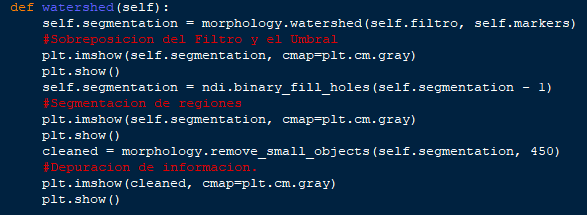 def watershed(self):
self.segmentation = morphology.watershed(self.filtro, self.markers)
#Sobreposicion del Filtro y el Umbral
plt.imshow(self.segmentation, cmap=plt.cm.gray)
plt.show()
self.segmentation = ndi.binary_fill_holes(self.segmentation - 1)
#Segmentacion de regiones
plt.imshow(self.segmentation, cmap=plt.cm.gray)
plt.show()
cleaned = morphology.remove_small_objects(self.segmentation, 450)
#Depuracion de informacion.
plt.imshow(cleaned, cmap=plt.cm.gray)
plt.show()